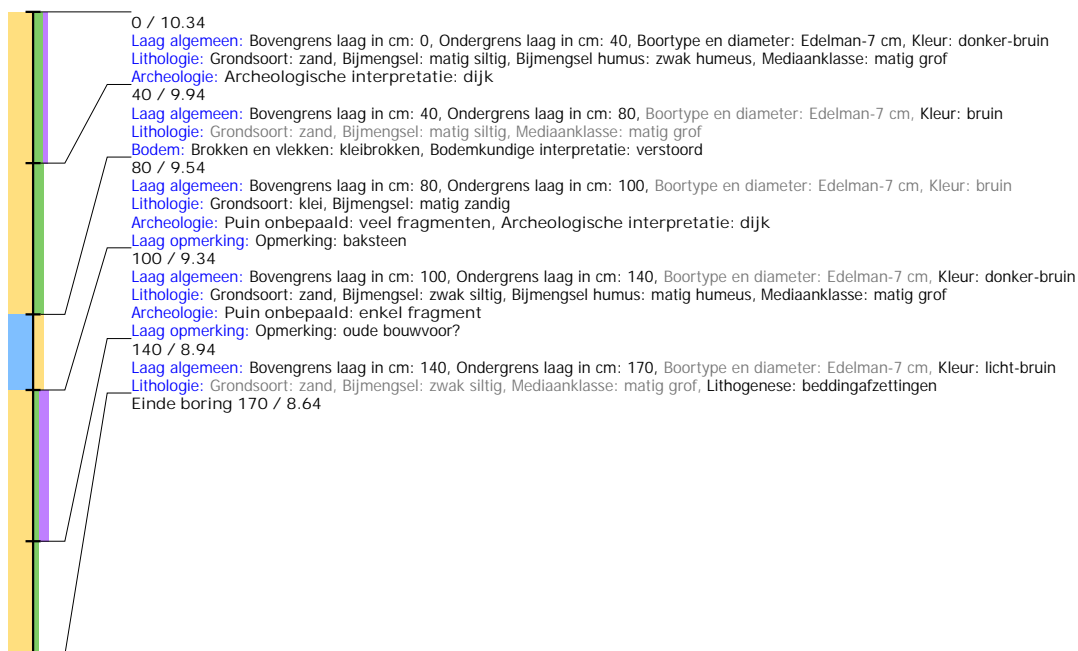 0 / 10.34
Laag algemeen: Bovengrens laag in cm: 0, Ondergrens laag in cm: 40, Boortype en diameter: Edelman-7 cm, Kleur: donker-bruin
Lithologie: Grondsoort: zand, Bijmengsel: matig siltig, Bijmengsel humus: zwak humeus, Mediaanklasse: matig grof
Archeologie: Archeologische interpretatie: dijk
40 / 9.94
Laag algemeen: Bovengrens laag in cm: 40, Ondergrens laag in cm: 80, Boortype en diameter: Edelman-7 cm, Kleur: bruin
Lithologie: Grondsoort: zand, Bijmengsel: matig siltig, Mediaanklasse: matig grof
Bodem: Brokken en vlekken: kleibrokken, Bodemkundige interpretatie: verstoord
80 / 9.54
Laag algemeen: Bovengrens laag in cm: 80, Ondergrens laag in cm: 100, Boortype en diameter: Edelman-7 cm, Kleur: bruin
Lithologie: Grondsoort: klei, Bijmengsel: matig zandig
Archeologie: Puin onbepaald: veel fragmenten, Archeologische interpretatie: dijk
Laag opmerking: Opmerking: baksteen
100 / 9.34
Laag algemeen: Bovengrens laag in cm: 100, Ondergrens laag in cm: 140, Boortype en diameter: Edelman-7 cm, Kleur: donker-bruin
Lithologie: Grondsoort: zand, Bijmengsel: zwak siltig, Bijmengsel humus: matig humeus, Mediaanklasse: matig grof
Archeologie: Puin onbepaald: enkel fragment
Laag opmerking: Opmerking: oude bouwvoor?
140 / 8.94
Laag algemeen: Bovengrens laag in cm: 140, Ondergrens laag in cm: 170, Boortype en diameter: Edelman-7 cm, Kleur: licht-bruin
Lithologie: Grondsoort: zand, Bijmengsel: zwak siltig, Mediaanklasse: matig grof, Lithogenese: beddingafzettingen
Einde boring 170 / 8.64